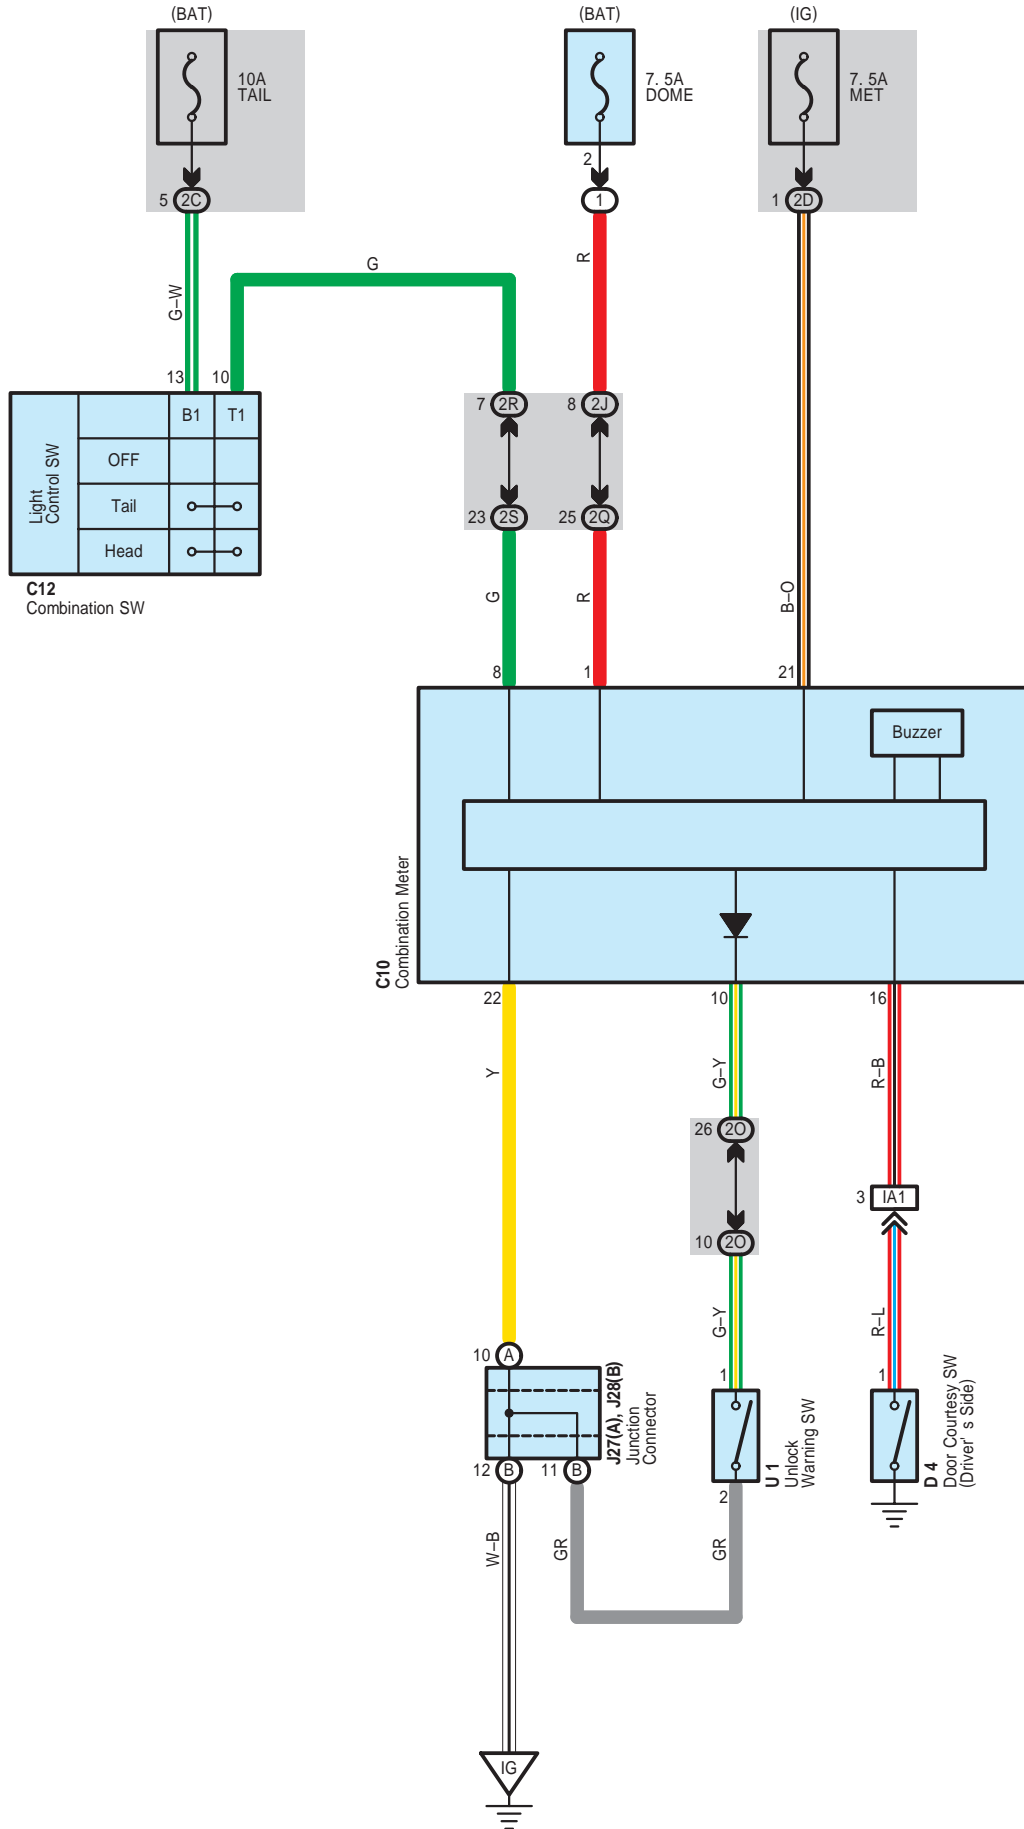 (BAT)
(BAT)
(IG)
10A
TAIL
7. 5A
DOME
7. 5A
MET
2
5 2C
1
1 2D
G
G–W
R
13
10
7 2R
8 2J
B1
T1
Light
Control SW
OFF
Tail
Head
23 2S
25 2Q
C12
Combination SW
G
R
B–O
8
1
21
Buzzer
C10
Combination Meter
22
10
16
Y
G–Y
R–B
26 2O
3 IA1
10 2O
G–Y
R–L
10 A
1
1
J27(A), J28(B)
Junction
Connector
U 1
Unlock
Warning SW
D 4
Door Courtesy SW
(Driver' s Side)
12 B
11 B
2
W–B
GR
GR
IG